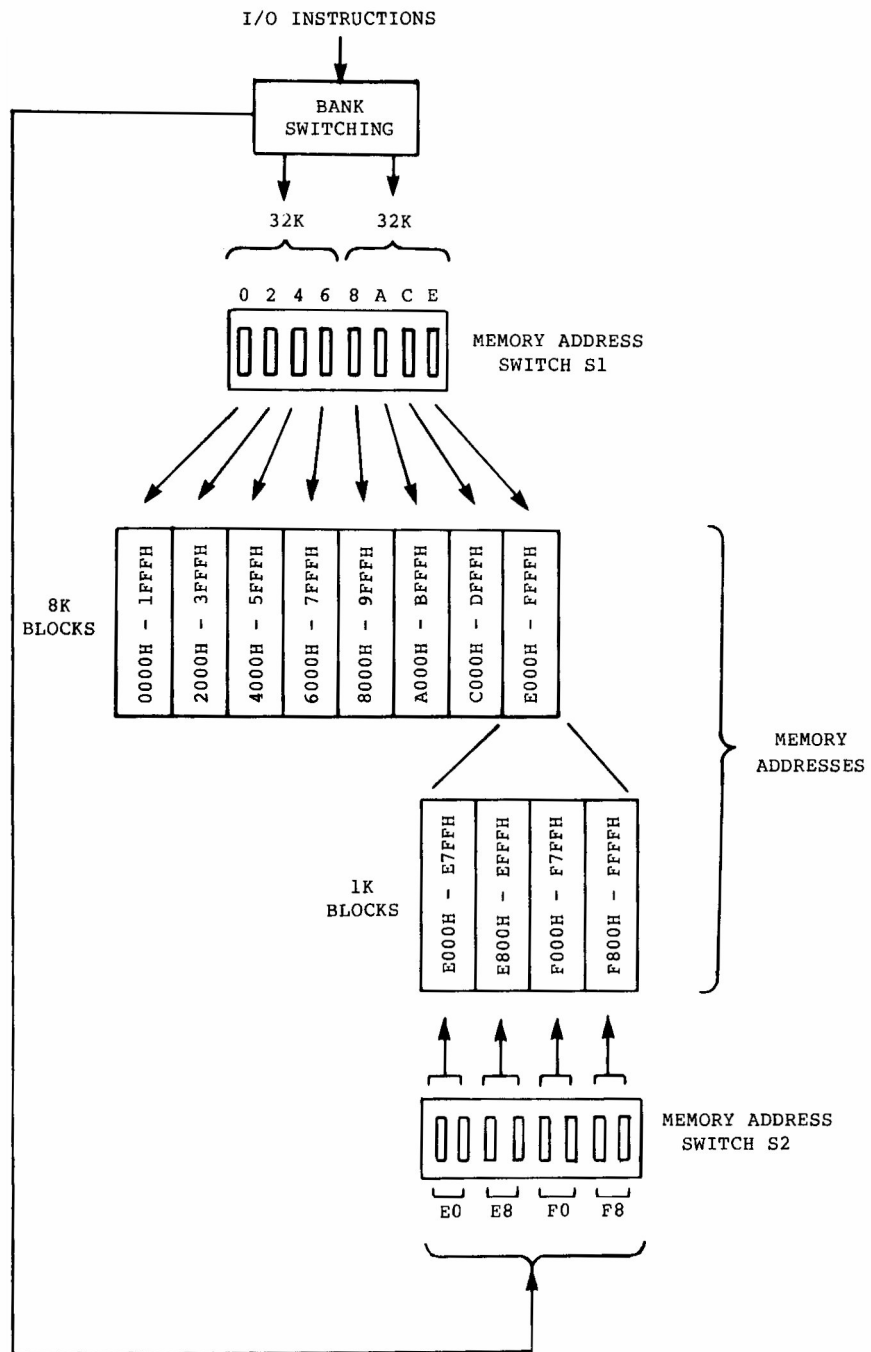 I/O INSTRUCTIONS
BANK
SWITCHING
32K 32K
0 2 4 6 8 A C E
MEMORY ADDRESS
SWITCH S1
8K
BLOCKS
0000H - 1FFFH
2000H - 3FFFH
4000H - 5FFFH
6000H - 7FFFH
8000H - 9FFFH
A000H - BFFFH
C000H - DFFFH
E000H - FFFFH
MEMORY
ADDRESSES
1K
BLOCKS
E000H - E7FFH
E800H - EFFFH
F000H - F7FFH
F800H - FFFFH
MEMORY ADDRESS
SWITCH S2
E0 E8 F0 F8